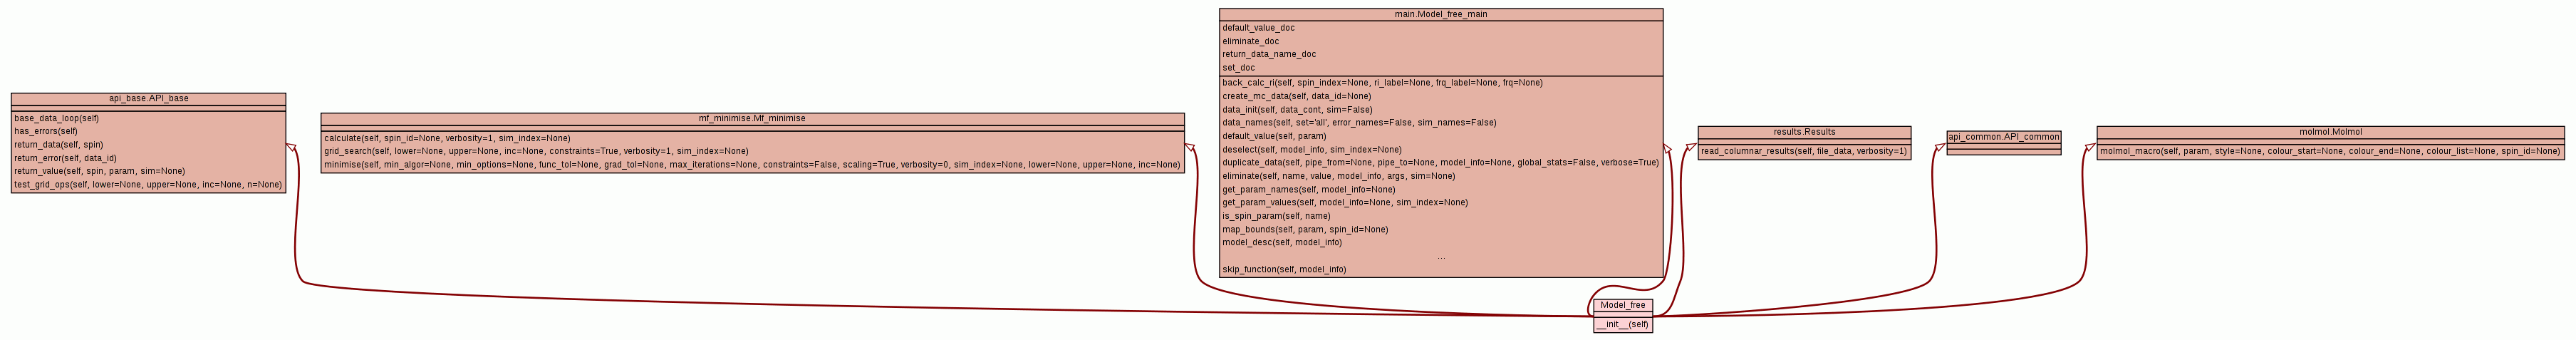 api_base.API_base
base_data_loop(self)
has_errors(self)
return_data(self, spin)
return_error(self, data_id)
return_value(self, spin, param, sim=None)
test_grid_ops(self, lower=None, upper=None, inc=None, n=None)
mf_minimise.Mf_minimise
calculate(self, spin_id=None, verbosity=1, sim_index=None)
grid_search(self, lower=None, upper=None, inc=None, constraints=True, verbosity=1, sim_index=None)
minimise(self, min_algor=None, min_options=None, func_tol=None, grad_tol=None, max_iterations=None, constraints=False, scaling=True, verbosity=0, sim_index=None, lower=None, upper=None, inc=None)
main.Model_free_main
default_value_doc
eliminate_doc
return_data_name_doc
set_doc
back_calc_ri(self, spin_index=None, ri_label=None, frq_label=None, frq=None)
create_mc_data(self, data_id=None)
data_init(self, data_cont, sim=False)
data_names(self, set='all', error_names=False, sim_names=False)
default_value(self, param)
deselect(self, model_info, sim_index=None)
duplicate_data(self, pipe_from=None, pipe_to=None, model_info=None, global_stats=False, verbose=True)
eliminate(self, name, value, model_info, args, sim=None)
get_param_names(self, model_info=None)
get_param_values(self, model_info=None, sim_index=None)
is_spin_param(self, name)
map_bounds(self, param, spin_id=None)
model_desc(self, model_info)
...
skip_function(self, model_info)
results.Results
read_columnar_results(self, file_data, verbosity=1)
api_common.API_common
molmol.Molmol
molmol_macro(self, param, style=None, colour_start=None, colour_end=None, colour_list=None, spin_id=None)
Model_free
__init__(self)